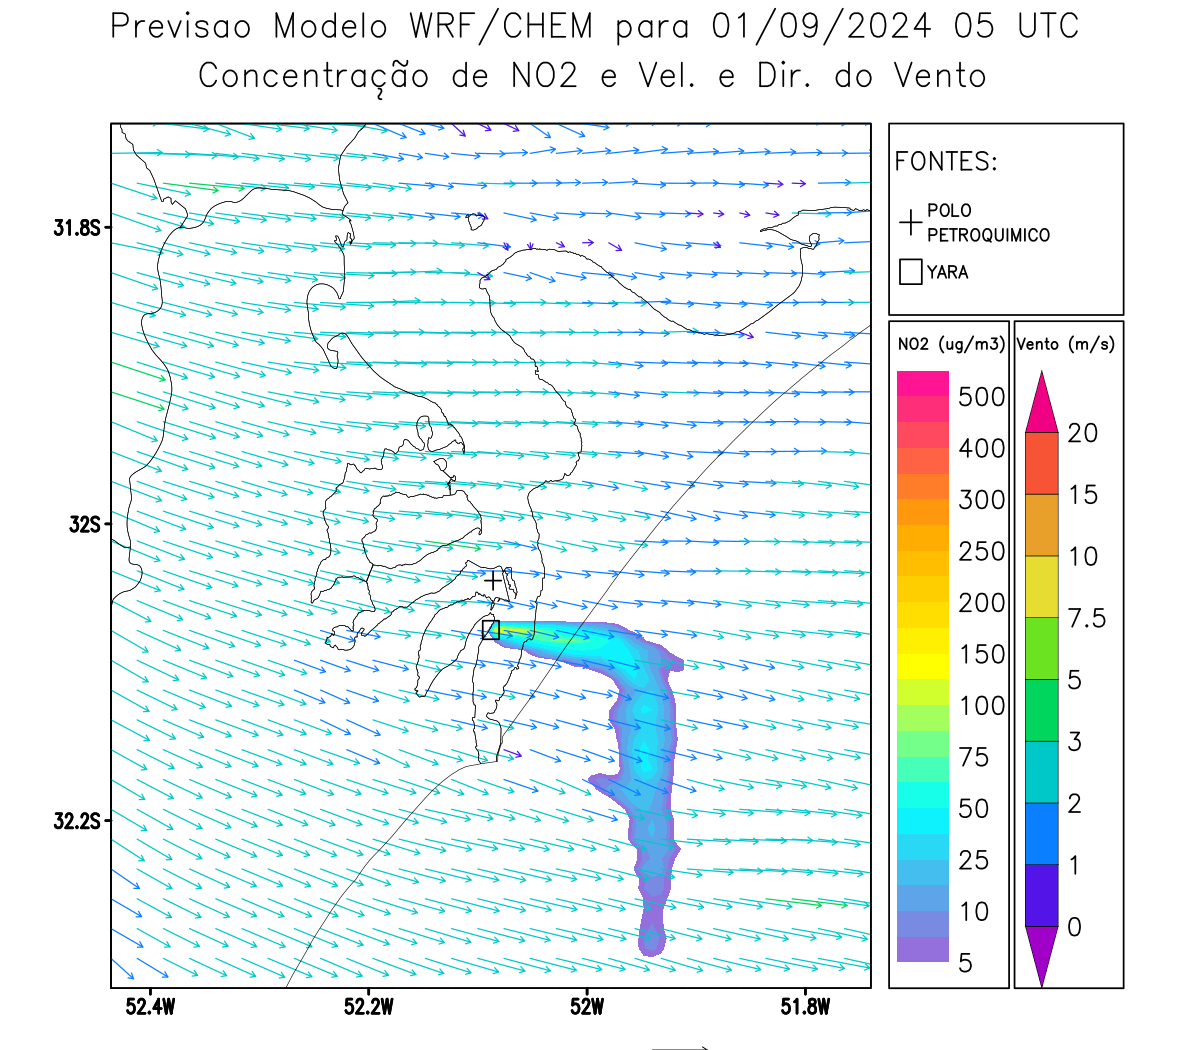 Previsao Modelo WRF/CHEM para 01/09/2024 05 UTC
Concentração de NO2 e Vel. e Dir. do Vento
FONTES:
POLO
PETROQUIMICO
YARA
NO2 (ug/m3)
500
400
300
250
200
150
100
75
50
25
10
5
Vento (m/s)
20
15
10
7.5
5
3
2
1
0
31.8S
32S
32.2S
52.4W
52.2W
52W
51.8W